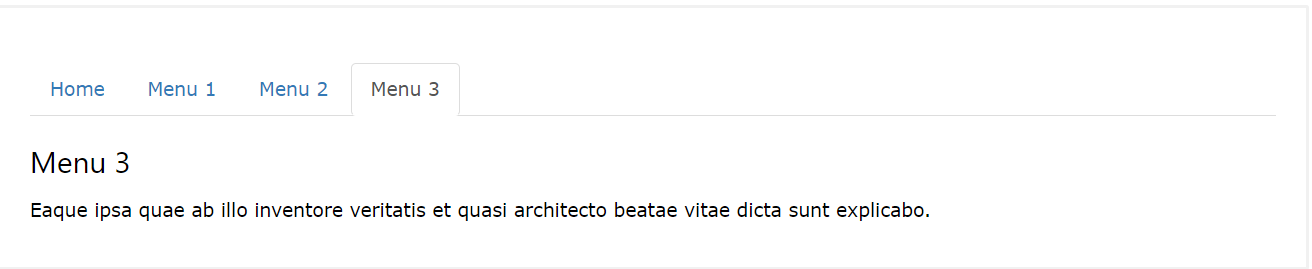 Home Menu 1 Menu 2 Menu 3
Menu 3
Eaque ipsa quae ab illo inventore veritatis et quasi architecto beatae vitae dicta sunt explicabo.